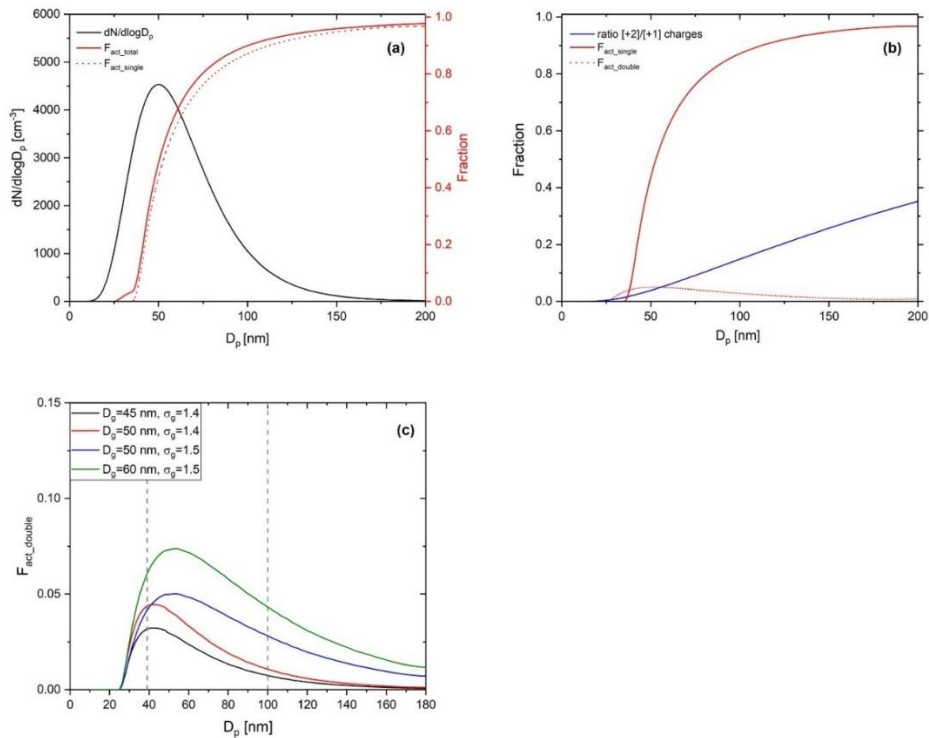 dN/dlogDp
Fact_total
Fact_single
(a)
6000
5000
4000
3000
2000
1000
0
dN/dlogDp [cm-3]
1.0
0.8
0.6
0.4
0.2
0.0
Fraction
0 50 100 150 200
Dp [nm]
ratio [+2]/[+1] charges
Fact_single
Fact_double
(b)
1.0
0.8
0.6
0.4
0.2
0.0
Fraction
0 50 100 150 200
Dp [nm]
Dg=45 nm, σg=1.4
Dg=50 nm, σg=1.4
Dg=50 nm, σg=1.5
Dg=60 nm, σg=1.5
(c)
0.15
0.10
0.05
0.00
Fact_double
0 20 40 60 80 100 120 140 160 180
Dp [nm]